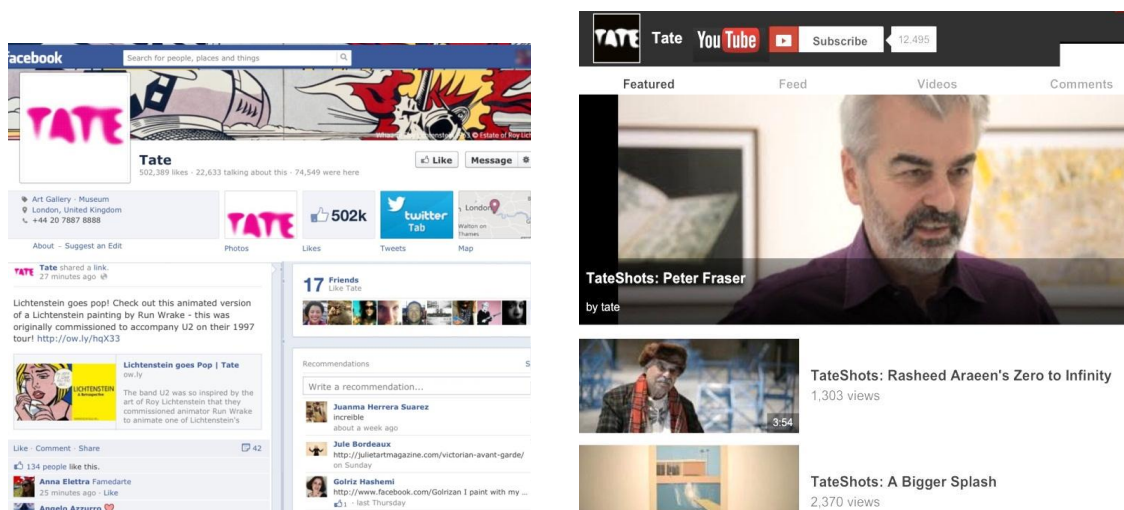 facebook
Search for people, places and things
TATE
Tate
502,389 likes · 22,633 talking about this · 74,549 were here
Like
Message
Art Gallery · Museum
London, United Kingdom
+44 20 7887 8888
About - Suggest an Edit
TATE
502k
twitter
Tab
London
Walton on
Thames
Photos
Likes
Tweets
Map
TATE
Tate shared a link.
27 minutes ago
Lichtenstein goes pop! Check out this animated version
of a Lichtenstein painting by Run Wrake - this was
originally commissioned to accompany U2 on their 1997
tour! http://ow.ly/hqX33
LICHTENSTEIN
A Retrospective
Lichtenstein goes Pop | Tate
ow.ly
The band U2 was so inspired by the
art of Roy Lichtenstein that they
commissioned animator Run Wrake
to animate one of Lichtenstein's
Like · Comment · Share
42
134 people like this.
Anna Elettra Famedarte
25 minutes ago · Like
Angelo Azzurro
17 Friends
Like Tate
Recommendations
S
Write a recommendation...
Juanma Herrera Suarez
increible
about a week ago
Jule Bordeaux
http://julietartmagazine.com/victorian-avant-garde/
on Sunday
Golriz Hashemi
http://www.facebook.com/Golrizan I paint with my ...
1 · last Thursday
TATE
Tate
YouTube
Subscribe
12.495
Featured
Feed
Videos
Comments
TateShots: Peter Fraser
by tate
3:54
TateShots: Rasheed Araeen's Zero to Infinity
1,303 views
TateShots: A Bigger Splash
2,370 views